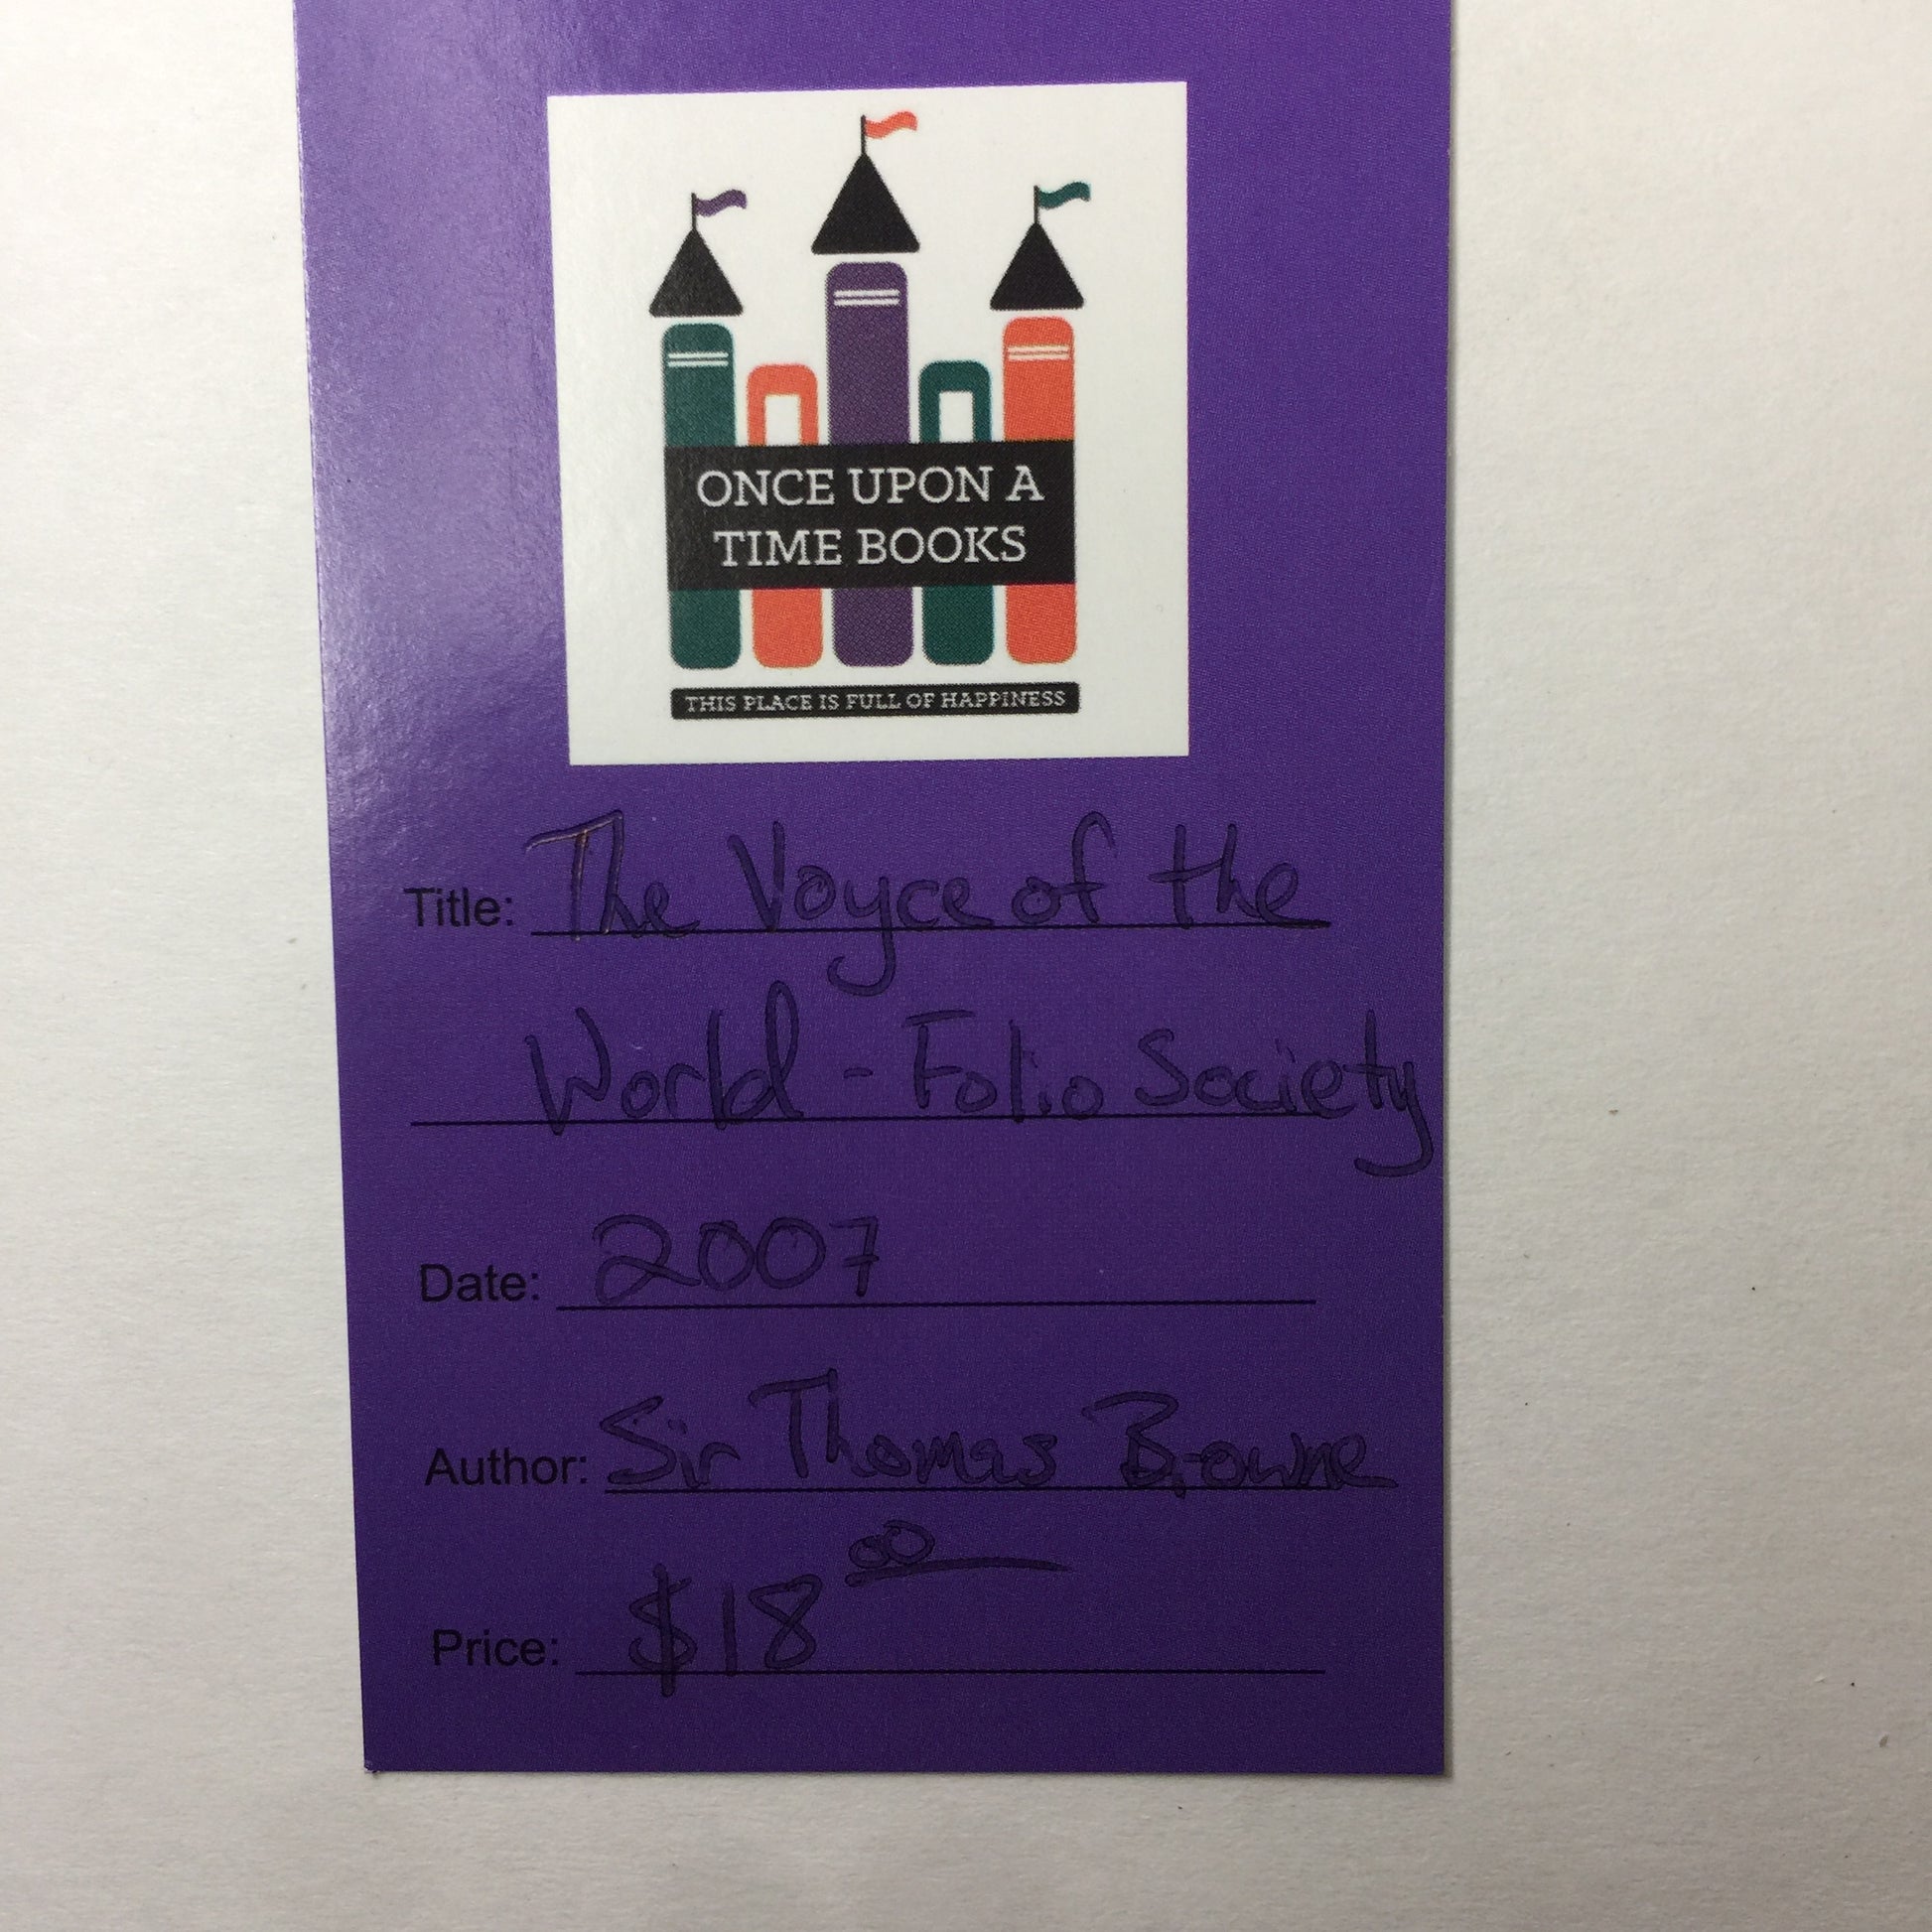 ONCE UPON A
TIME BOOKS
THIS PLACE IS FULL OF HAPPINESS
Title: The Voyce of the
World - Folio Society
Date: 2007
Author: Sir Thomas Browne
Price: $18 00